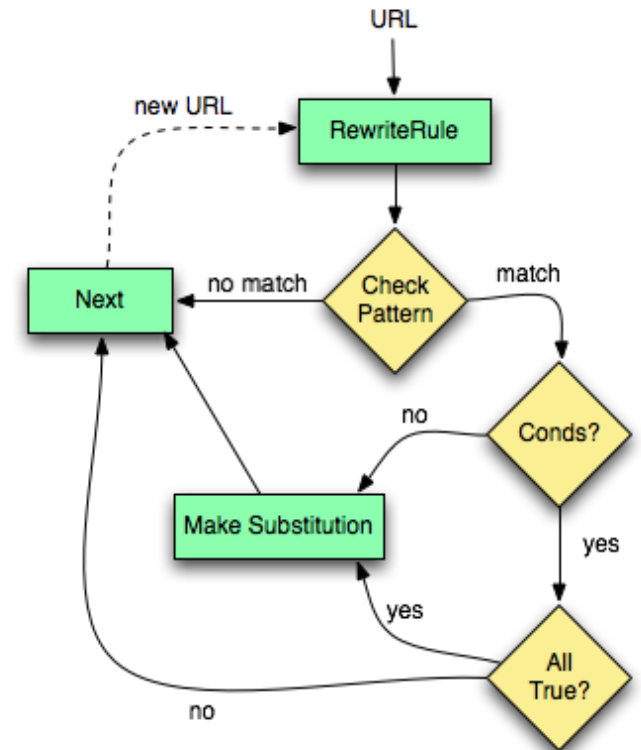 URL
new URL
RewriteRule
Next
no match
Check
Pattern
match
no
Conds?
Make Substitution
yes
yes
All
True?
no